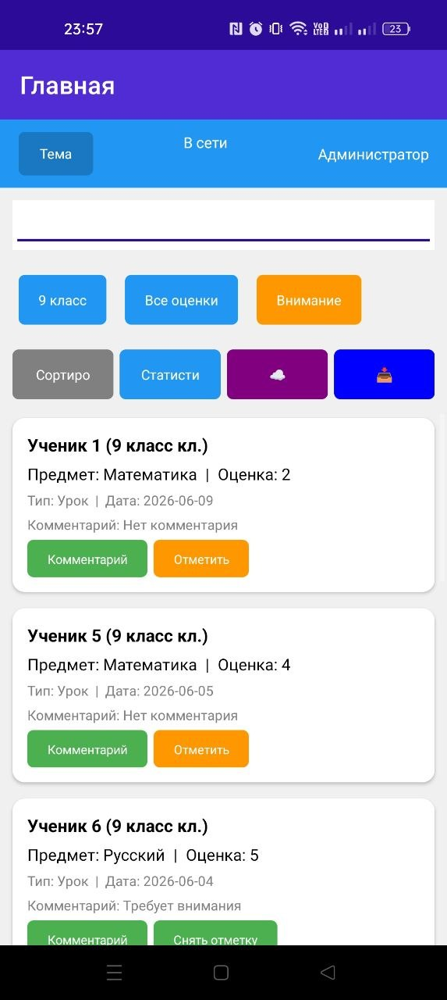 23:57
VoD LTE2 23
Главная
Тема В сети Администратор
9 класс Все оценки Внимание
Сортиро Статисти
Ученик 1 (9 класс кл.)
Предмет: Математика | Оценка: 2
Тип: Урок | Дата: 2026-06-09
Комментарий: Нет комментария
Комментарий Отметить
Ученик 5 (9 класс кл.)
Предмет: Математика | Оценка: 4
Тип: Урок | Дата: 2026-06-05
Комментарий: Нет комментария
Комментарий Отметить
Ученик 6 (9 класс кл.)
Предмет: Русский | Оценка: 5
Тип: Урок | Дата: 2026-06-04
Комментарий: Требует внимания
Комментарий Снять отметку